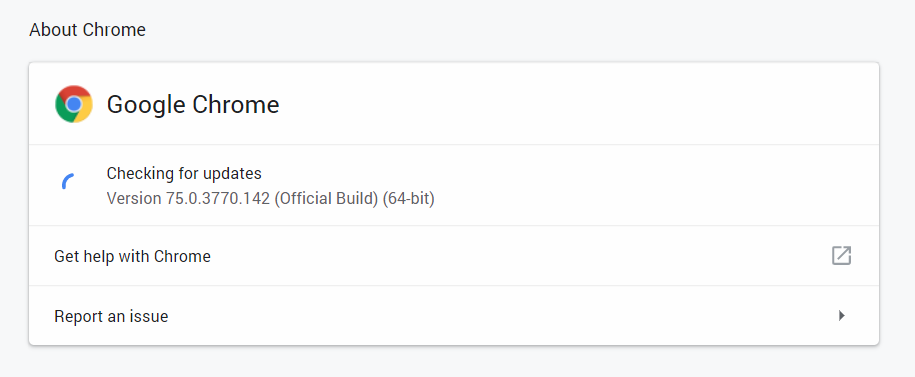 About Chrome
Google Chrome
Checking for updates
Version 75.0.3770.142 (Official Build) (64-bit)
Get help with Chrome
Report an issue